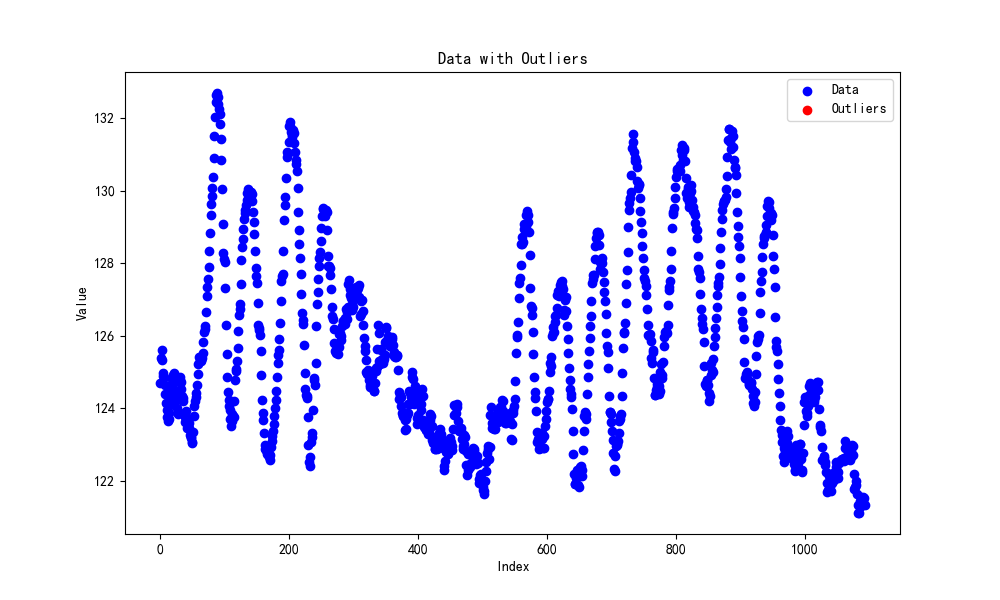 Data with Outliers
Data
Outliers
132
130
128
126
124
122
Value
0 200 400 600 800 1000
Index